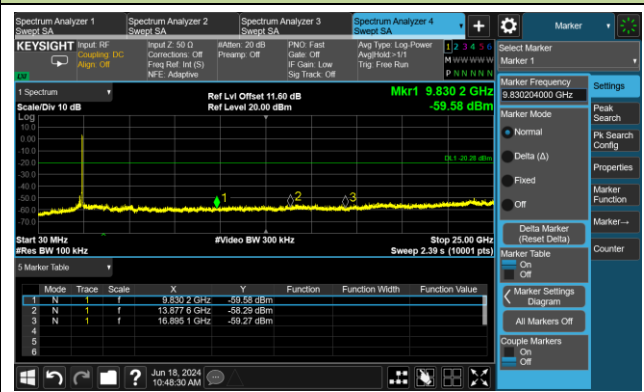 Spectrum Analyzer 1
Swept SA
Spectrum Analyzer 2
Swept SA
Spectrum Analyzer 3
Swept SA
Spectrum Analyzer 4
Swept SA
+
Marker
KEYSIGHT
Input: RF
Coupling: DC
Align: Off
Input Z: 50 Ω
Corrections: Off
Freq Ref: Int (S)
NFE: Adaptive
#Atten: 20 dB
Preamp: Off
PNO: Fast
Gate: Off
IF Gain: Low
Sig Track: Off
Avg Type: Log-Power
Avg|Hold:>1/1
Trig: Free Run
1 2 3 4 5 6
M W W W W W
P N N N N N
Select Marker
Marker 1
1 Spectrum
Scale/Div 10 dB
Ref Lvl Offset 11.60 dB
Ref Level 20.00 dBm
Mkr1 9.830 2 GHz
-59.58 dBm
Log
10.0
0.00
-10.0
-20.0
-30.0
-40.0
-50.0
-60.0
-70.0
DL1 -20.28 dBm
1
2
3
Start 30 MHz
#Res BW 100 kHz
#Video BW 300 kHz
Stop 25.00 GHz
Sweep 2.39 s (10001 pts)
5 Marker Table
Mode Trace Scale X Y Function Function Width Function Value
1 N 1 f 9.830 2 GHz -59.58 dBm
2 N 1 f 13.877 6 GHz -58.29 dBm
3 N 1 f 16.895 1 GHz -59.27 dBm
4
5
6
Marker Frequency
9.830204000 GHz
Marker Mode
Normal
Delta (Δ)
Fixed
Off
Delta Marker
(Reset Delta)
Marker Table
On
Off
Marker Settings
Diagram
All Markers Off
Couple Markers
On
Off
Settings
Peak
Search
Pk Search
Config
Properties
Marker
Function
Marker→
Counter
?
Jun 18, 2024
10:48:30 AM